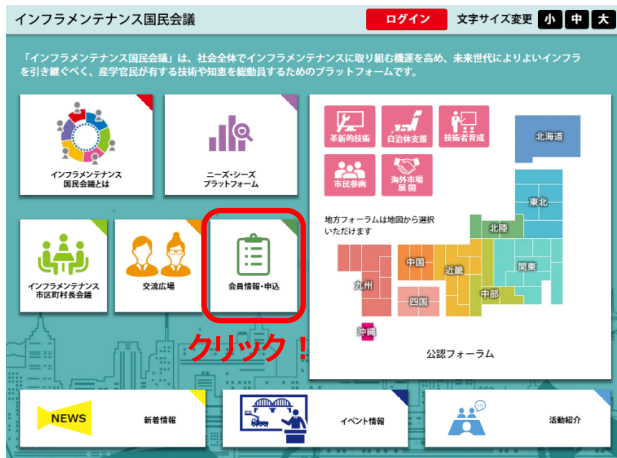 インフラメンテナンス国民会議
ログイン
文字サイズ変更
小
中
大
「インフラメンテナンス国民会議」は、社会全体でインフラメンテナンスに取り組む機運を高め、未来世代によりよいインフラ
を引き継ぐべく、産学官民が有する技術や知恵を総動員するためのプラットフォームです。
インフラメンテナンス
国民会議とは
ニーズ・シーズ
プラットフォーム
インフラメンテナンス
市区町村長会議
交流広場
会員情報・申込
クリック！
革新的技術
自治体支援
技術者育成
市民参画
海外市場
展開
地方フォーラムは地図から選択
いただけます
北海道
東北
北陸
関東
中部
近畿
中国
四国
九州
沖縄
公認フォーラム
NEWS
新着情報
イベント情報
活動紹介